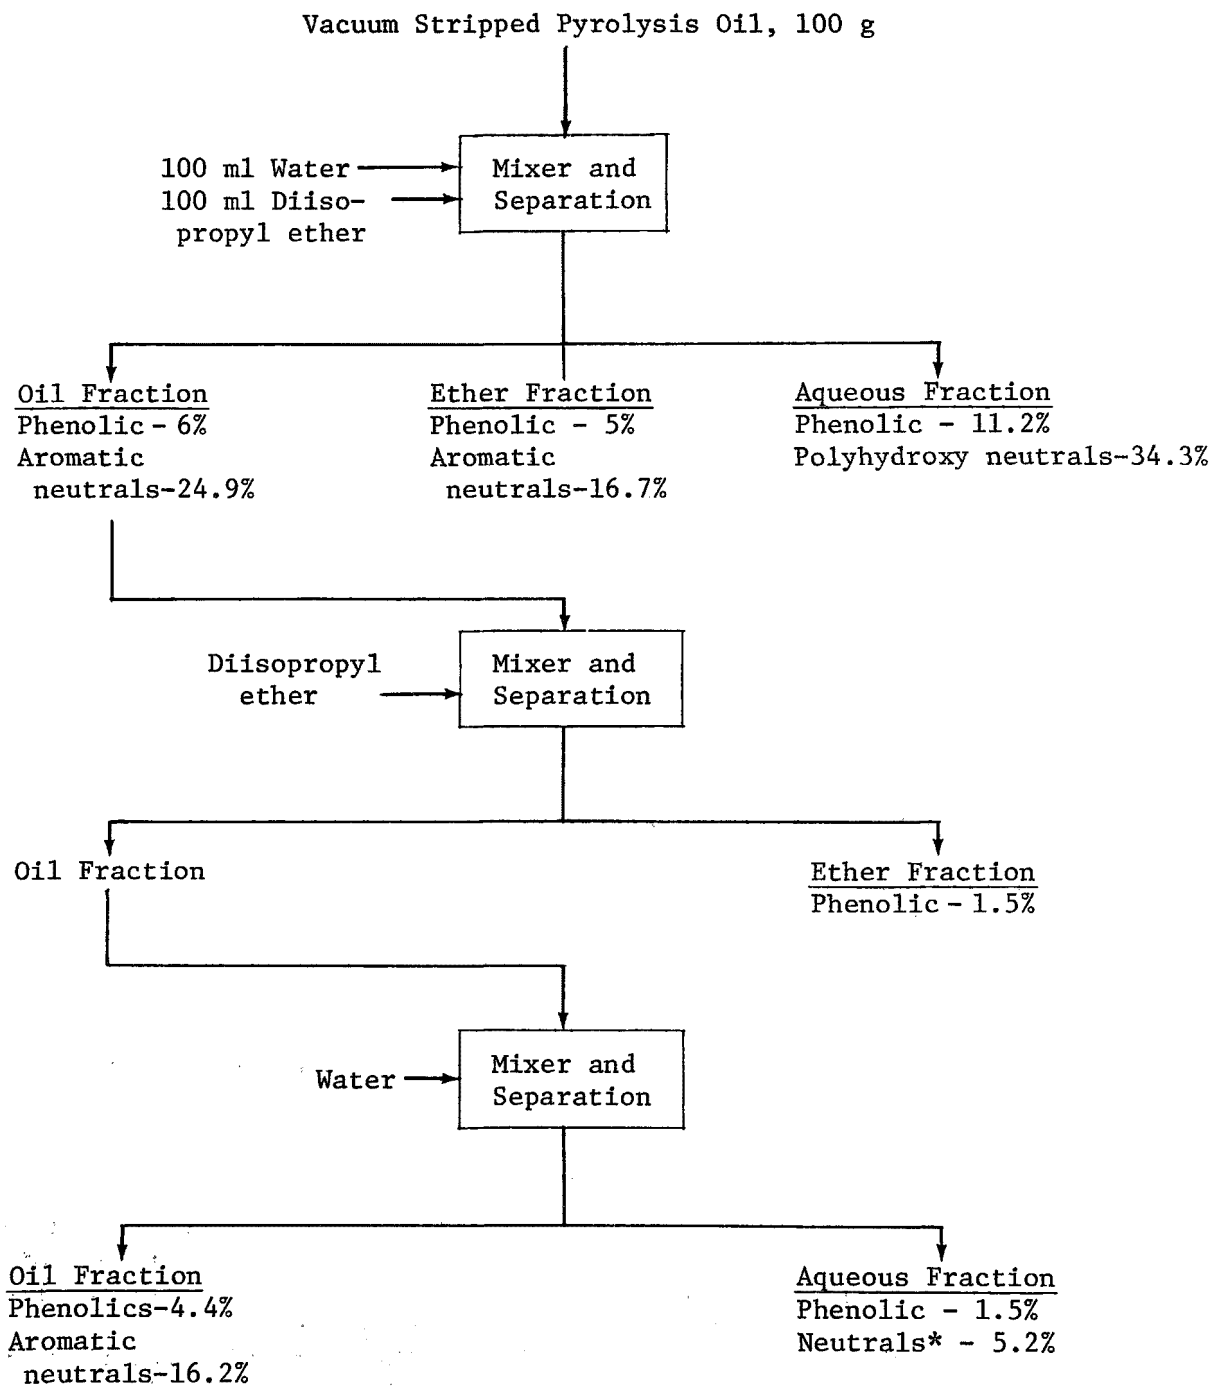 Vacuum Stripped Pyrolysis Oil, 100 g
100 ml Water
100 ml Diiso-
propyl ether
Mixer and
Separation
Oil Fraction
Phenolic - 6%
Aromatic
neutrals-24.9%
Ether Fraction
Phenolic - 5%
Aromatic
neutrals-16.7%
Aqueous Fraction
Phenolic - 11.2%
Polyhydroxy neutrals-34.3%
Diisopropyl
ether
Mixer and
Separation
Oil Fraction
Ether Fraction
Phenolic - 1.5%
Water
Mixer and
Separation
Oil Fraction
Phenolics-4.4%
Aromatic
neutrals-16.2%
Aqueous Fraction
Phenolic - 1.5%
Neutrals* - 5.2%